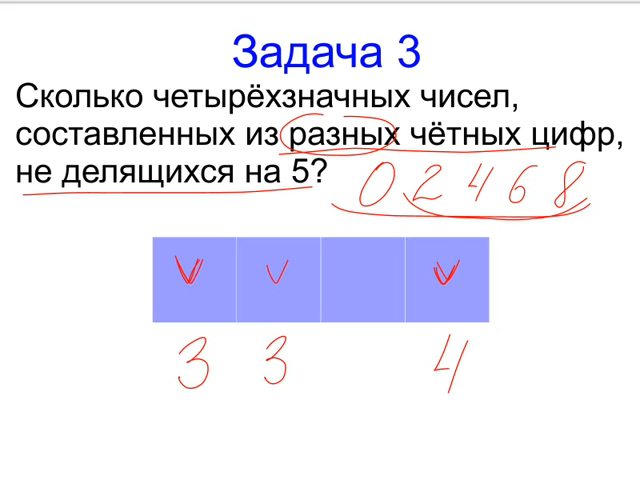 Задача 3
Сколько четырёхзначных чисел,
составленных из разных чётных цифр,
не делящихся на 5?
0 2 4 6 8
v v v
3 3 4